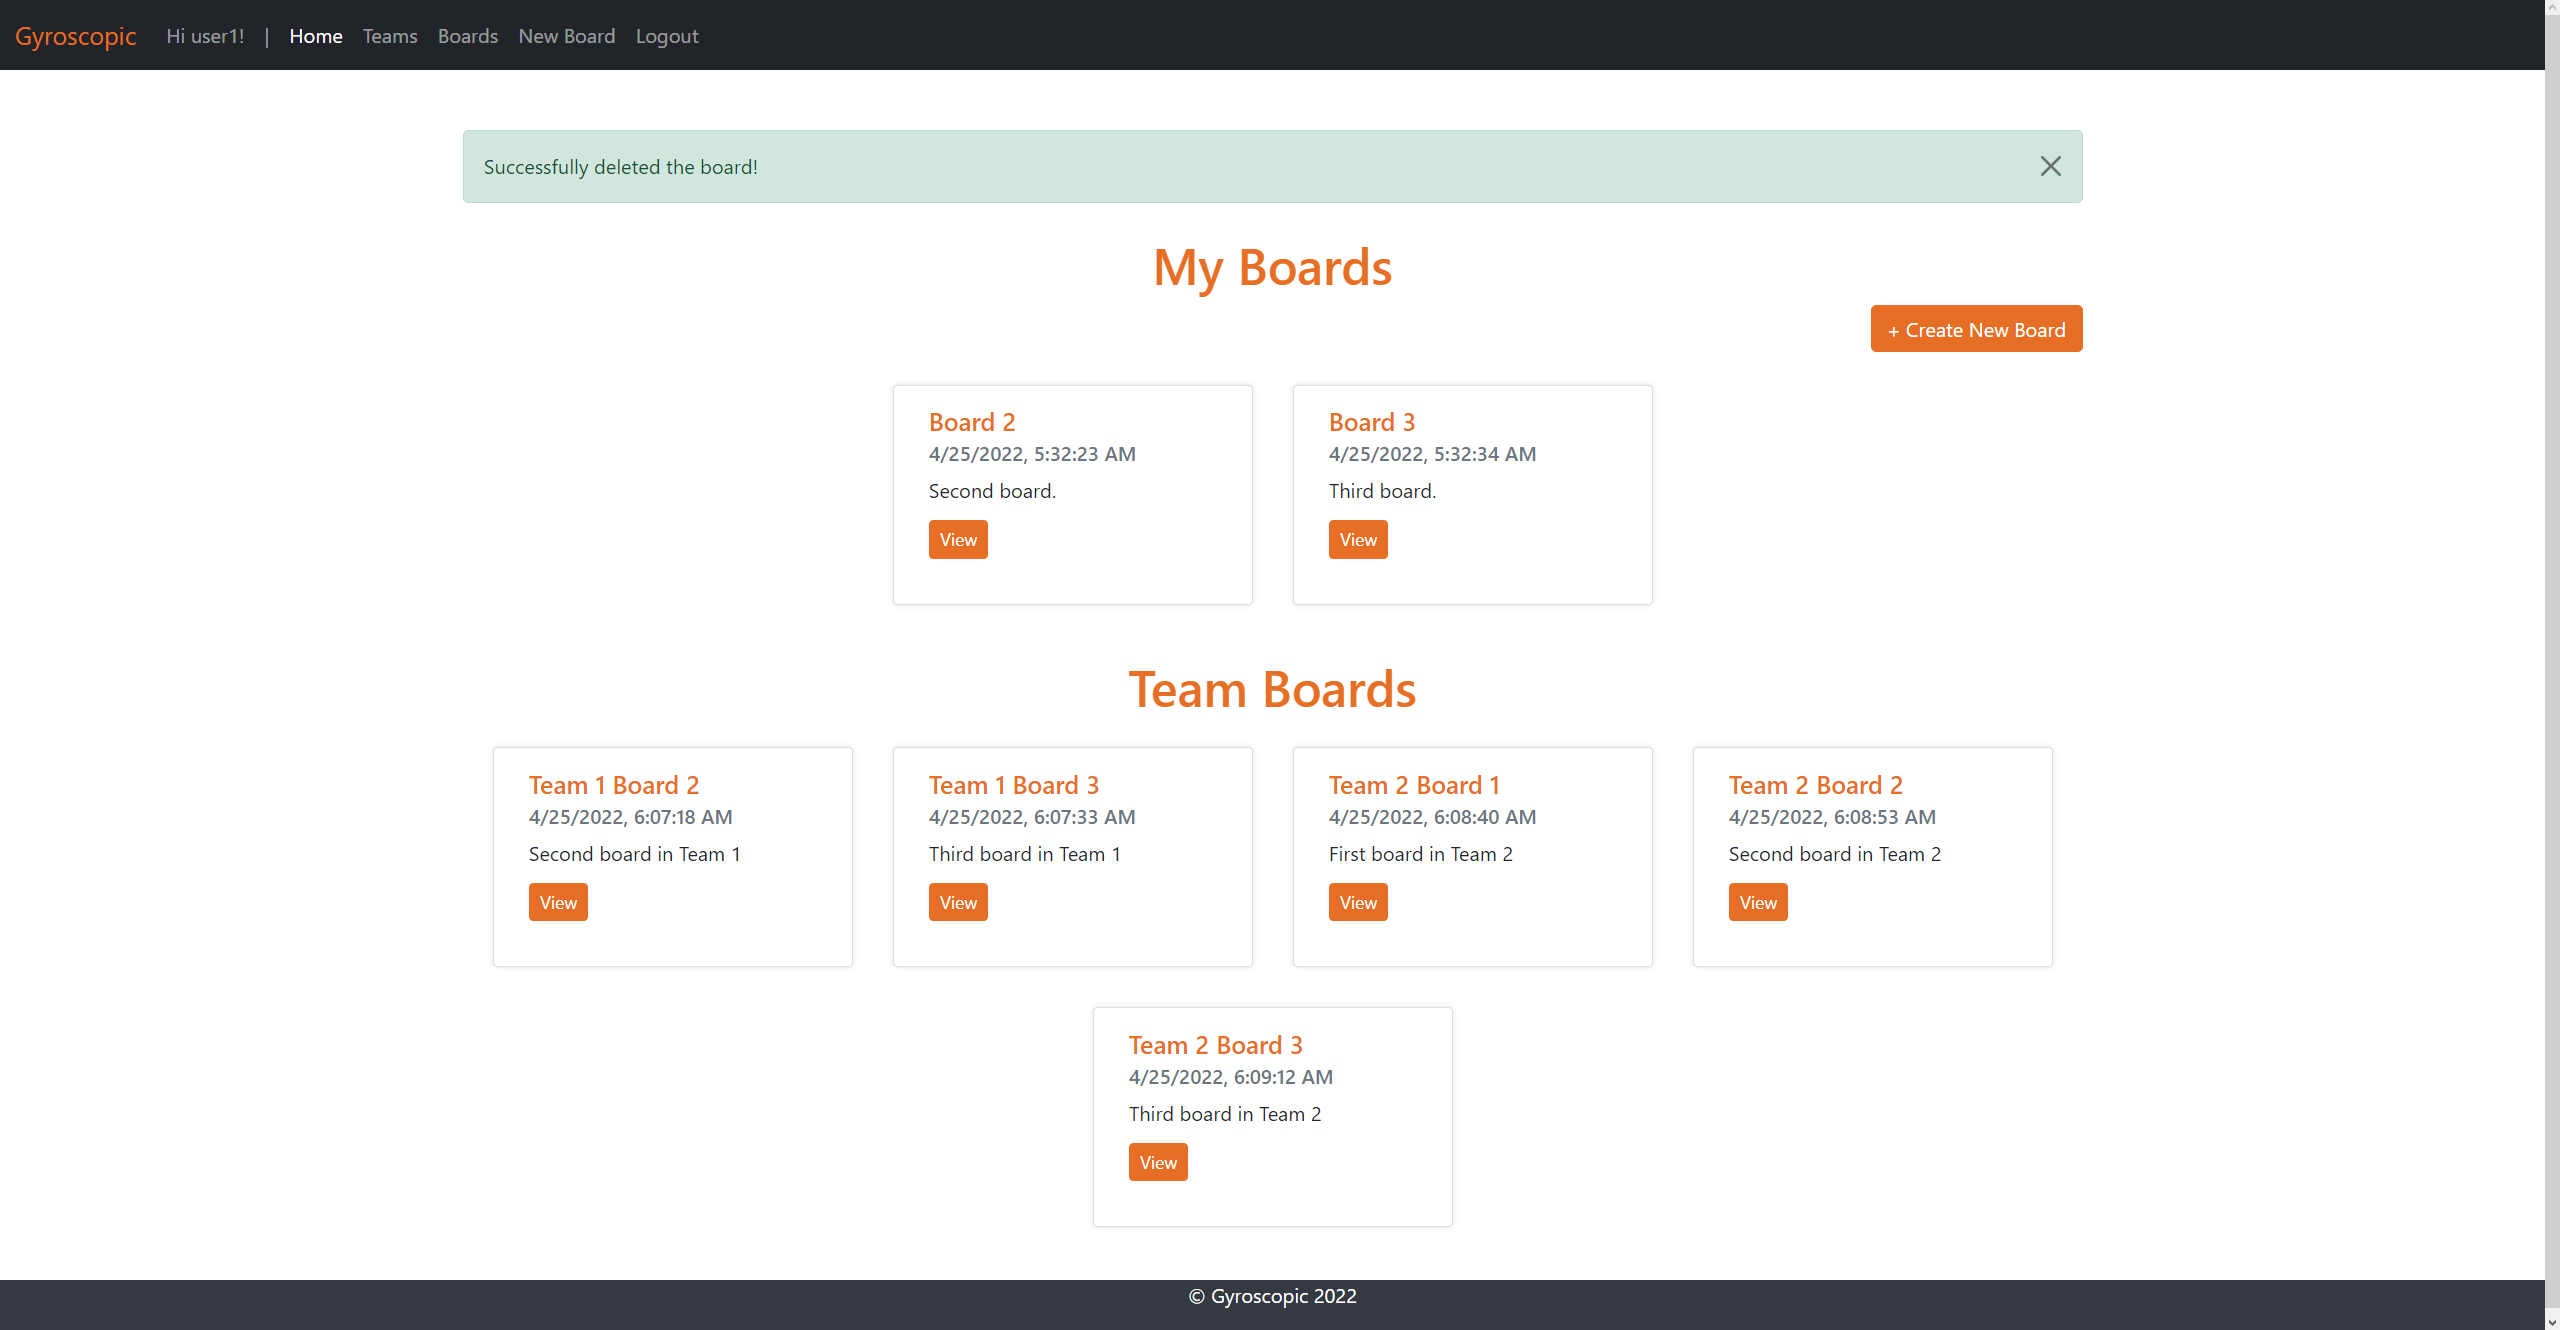 Gyroscopic Hi user1! | Home Teams Boards New Board Logout
Successfully deleted the board!
My Boards
+ Create New Board
Board 2
4/25/2022, 5:32:23 AM
Second board.
View
Board 3
4/25/2022, 5:32:34 AM
Third board.
View
Team Boards
Team 1 Board 2
4/25/2022, 6:07:18 AM
Second board in Team 1
View
Team 1 Board 3
4/25/2022, 6:07:33 AM
Third board in Team 1
View
Team 2 Board 1
4/25/2022, 6:08:40 AM
First board in Team 2
View
Team 2 Board 2
4/25/2022, 6:08:53 AM
Second board in Team 2
View
Team 2 Board 3
4/25/2022, 6:09:12 AM
Third board in Team 2
View
© Gyroscopic 2022